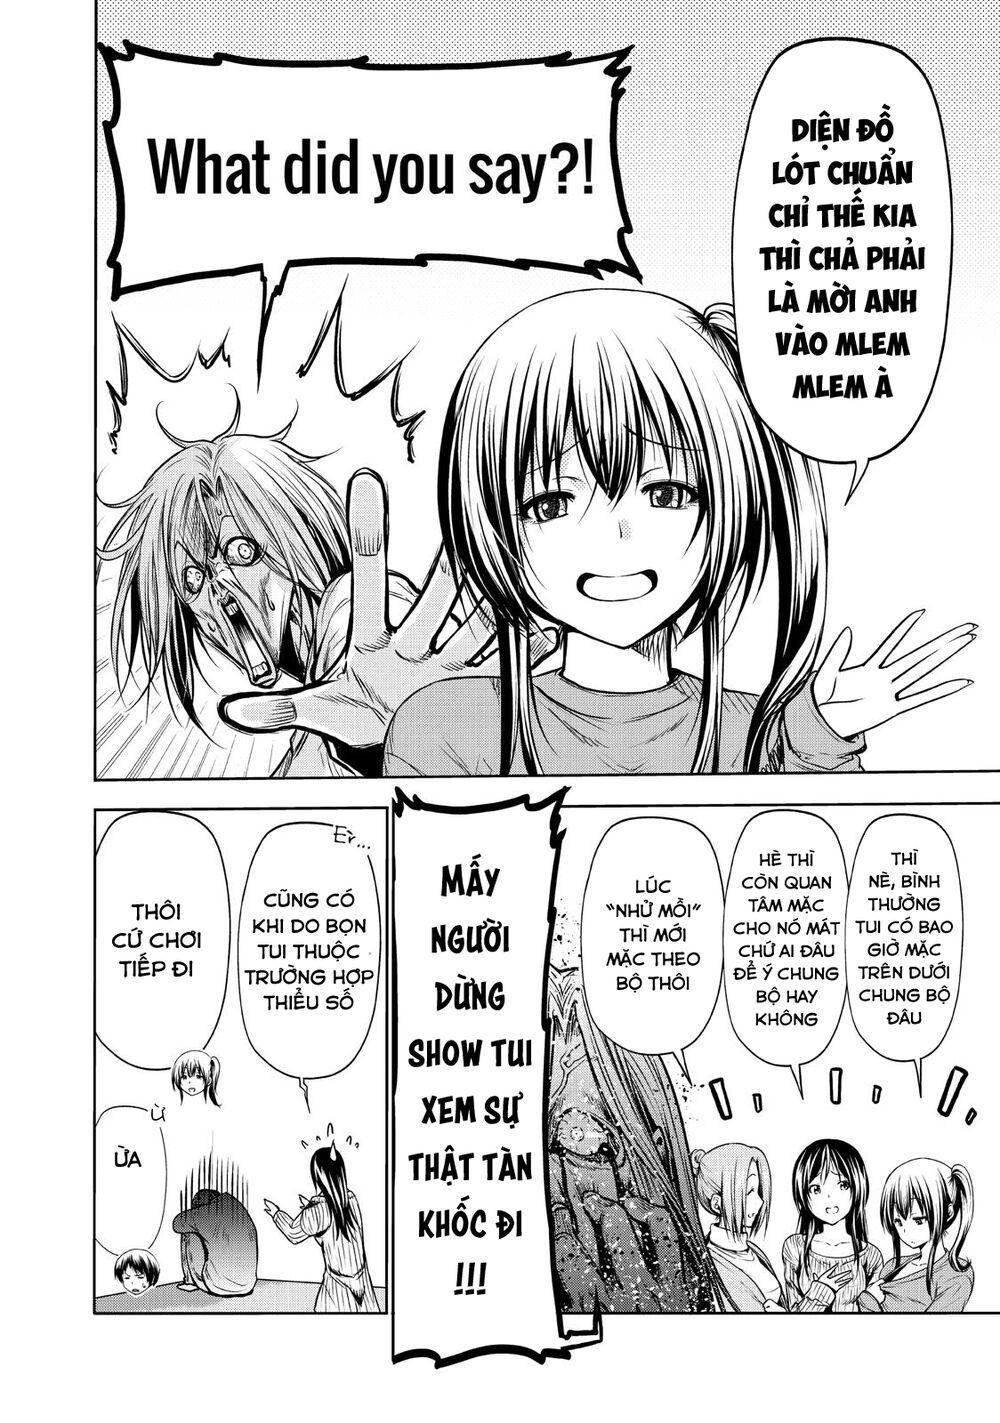 DIỆN ĐỒ
LÓT CHUẨN
CHỈ THẾ KIA
THÌ CHẢ PHẢI
LÀ MỜI ANH
VÀO MLEM
MLEM À
What did you say?!
THÌ
NÈ, BÌNH
THƯỜNG
TUI CÓ BAO
GIỜ MẶC
TRÊN DƯỚI
CHUNG BỘ
ĐÂU
HÈ THÌ
CÒN QUAN
TÂM MẶC
CHO NÓ MÁT
CHỨ AI ĐÂU
ĐỂ Ý CHUNG
BỘ HAY
KHÔNG
LÚC
“NHỬ MỒI”
THÌ MỚI
MẶC THEO
BỘ THÔI
MẤY
NGƯỜI
DỪNG
SHOW TUI
XEM SỰ
THẬT TÀN
KHỐC ĐI
!!!
Èr...
CŨNG CÓ
KHI DO BỌN
TUI THUỘC
TRƯỜNG HỢP
THIỂU SỐ
THÔI
CỨ CHƠI
TIẾP ĐI
Ừ
ỪA